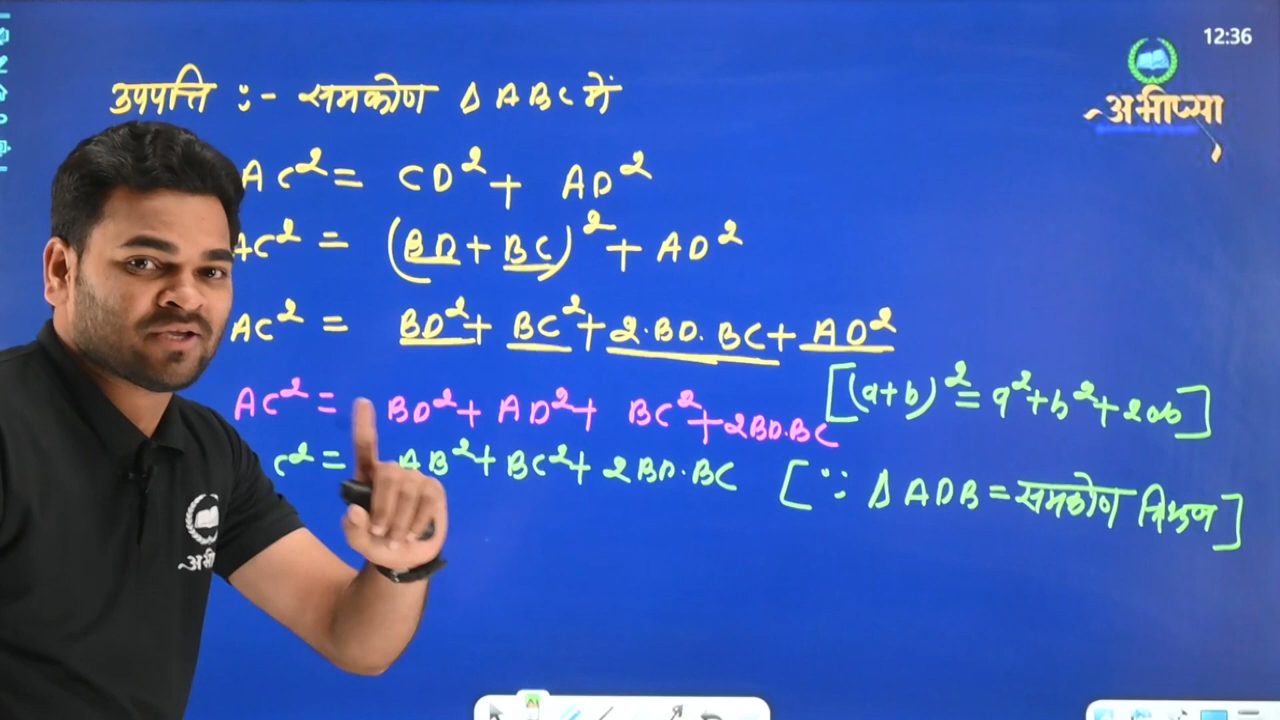 12:36
अभीप्सा
उपपत्ति :- समकोण Δ ABC में
AC² = CD² + AD²
AC² = (BD + BC)² + AD²
AC² = BD² + BC² + 2·BD.BC + AD²
[(a+b)² = a² + b² + 2ab]
AC² = BD² + AD² + BC² + 2BD.BC
C² = AB² + BC² + 2BD.BC [∵ Δ ADB = समकोण त्रिभुज]